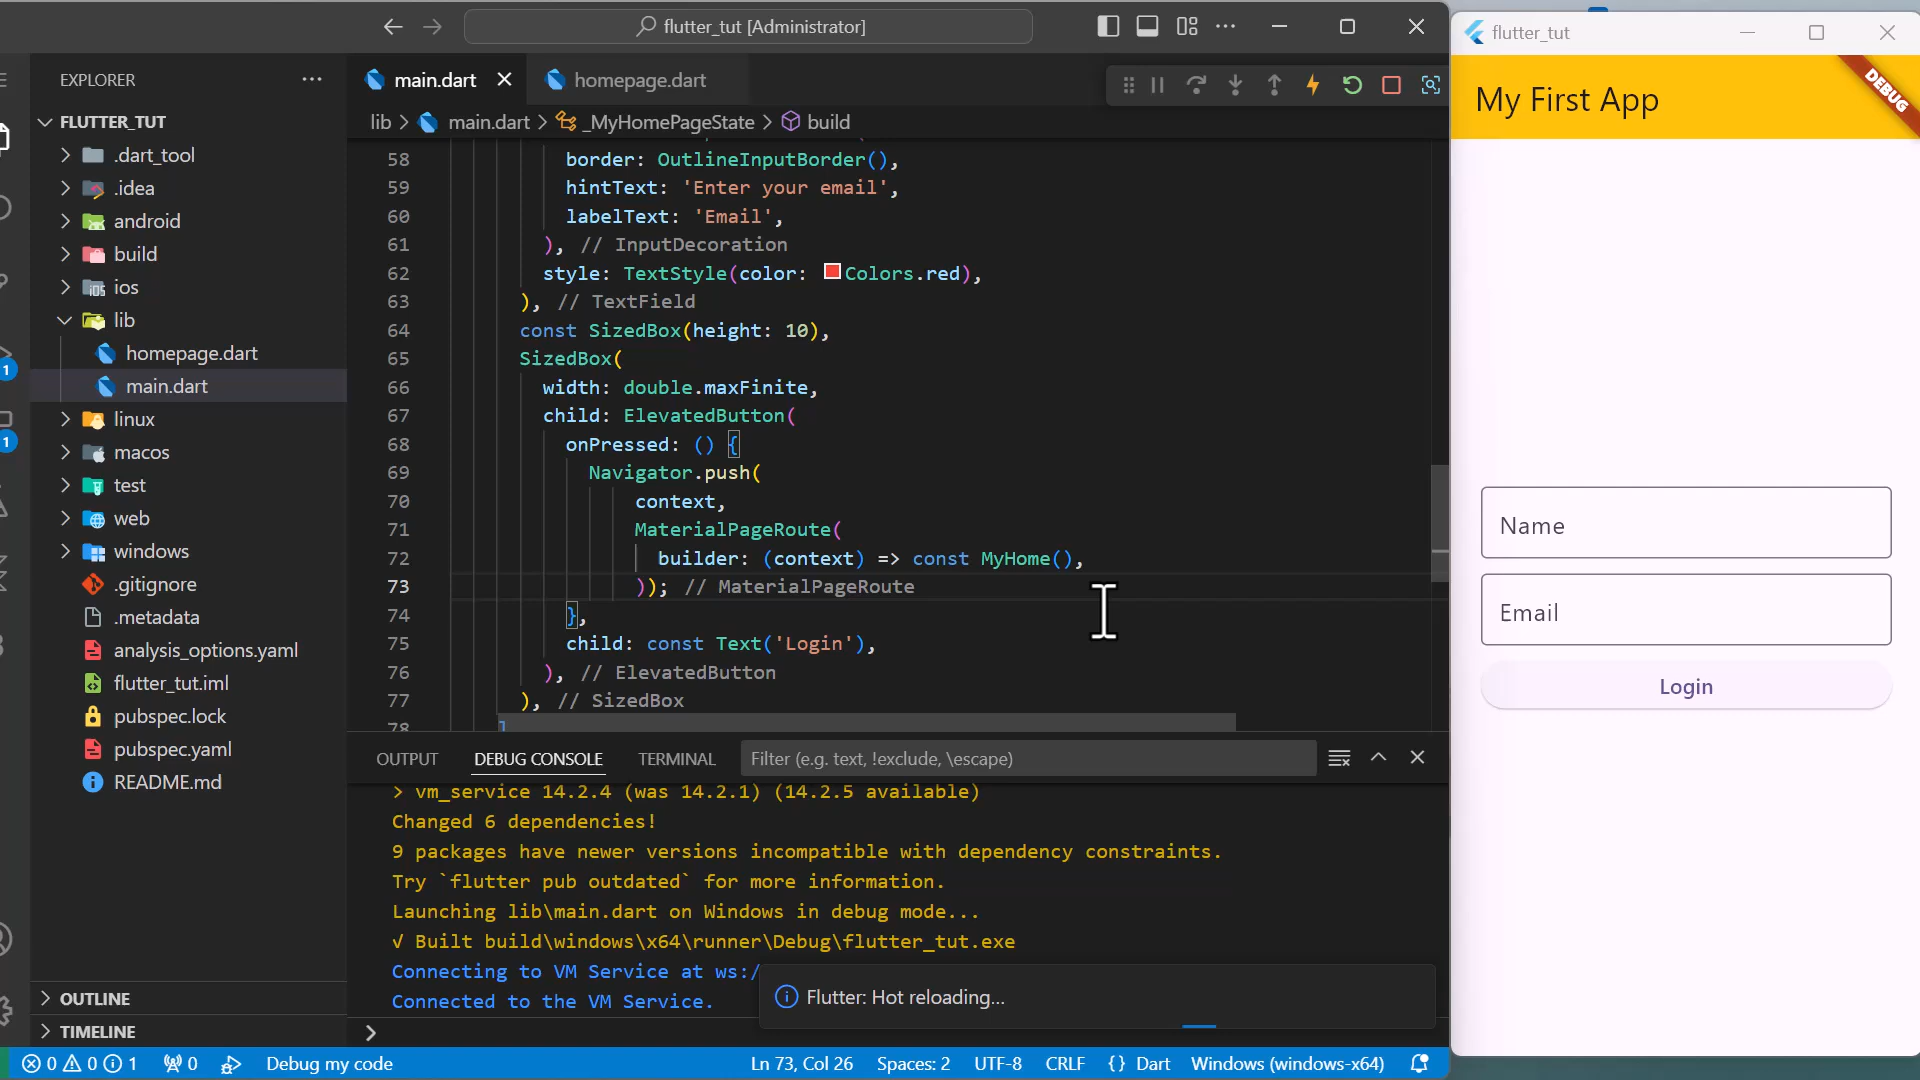 flutter_tut [Administrator]
EXPLORER
FLUTTER_TUT
.dart_tool
.idea
android
build
ios
lib
homepage.dart
main.dart
linux
macos
test
web
windows
.gitignore
.metadata
analysis_options.yaml
flutter_tut.iml
pubspec.lock
pubspec.yaml
README.md
OUTLINE
TIMELINE
1
1
main.dart
homepage.dart
lib > main.dart > _MyHomePageState > build
58 border: OutlineInputBorder(),
59 hintText: 'Enter your email',
60 labelText: 'Email',
61 ), // InputDecoration
62 style: TextStyle(color: Colors.red),
63 ), // TextField
64 const SizedBox(height: 10),
65 SizedBox(
66 width: double.maxFinite,
67 child: ElevatedButton(
68 onPressed: () {
69 Navigator.push(
70 context,
71 MaterialPageRoute(
72 builder: (context) => const MyHome(),
73 )); // MaterialPageRoute
74 },
75 child: const Text('Login'),
76 ), // ElevatedButton
77 ), // SizedBox
78 ]
OUTPUT DEBUG CONSOLE TERMINAL Filter (e.g. text, !exclude, \escape)
> vm_service 14.2.4 (was 14.2.1) (14.2.5 available)
Changed 6 dependencies!
9 packages have newer versions incompatible with dependency constraints.
Try `flutter pub outdated` for more information.
Launching lib\main.dart on Windows in debug mode...
√ Built build\windows\x64\runner\Debug\flutter_tut.exe
Connecting to VM Service at ws:/
Connected to the VM Service.
Flutter: Hot reloading...
>
0 0 1 0 Debug my code Ln 73, Col 26 Spaces: 2 UTF-8 CRLF {} Dart Windows (windows-x64)
flutter_tut
My First App
DEBUG
Name
Email
Login